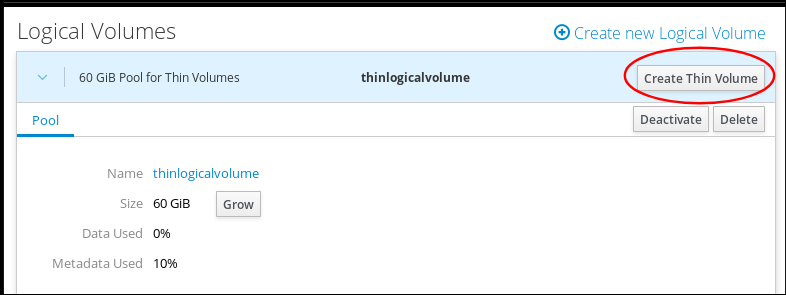 Logical Volumes
Create new Logical Volume
60 GiB Pool for Thin Volumes thinlogicalvolume Create Thin Volume
Pool Deactivate Delete
Name thinlogicalvolume
Size 60 GiB Grow
Data Used 0%
Metadata Used 10%